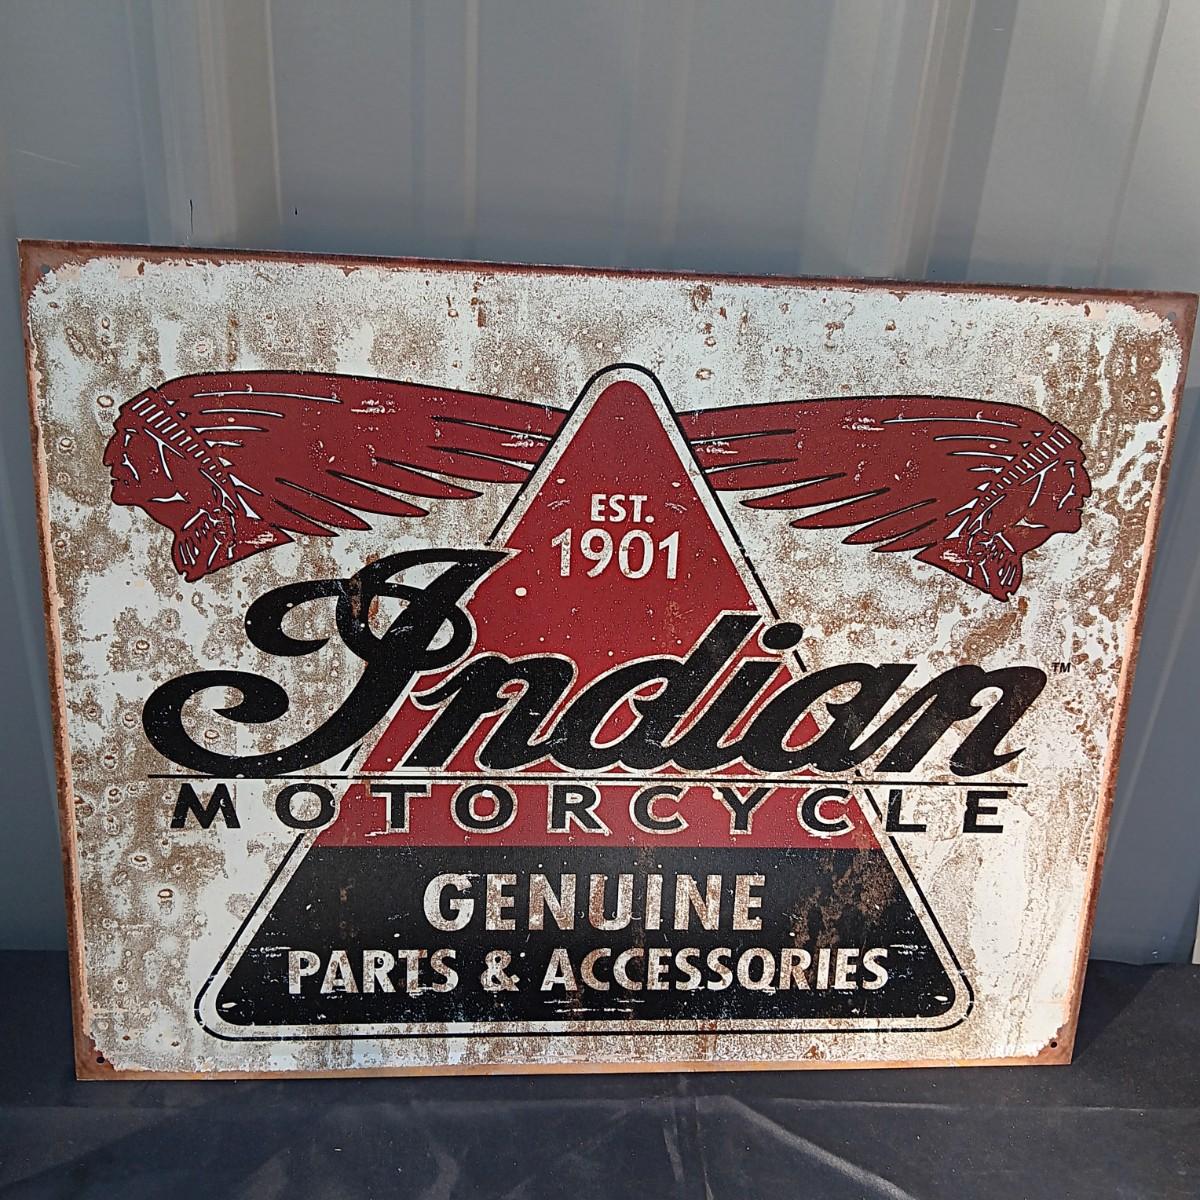 EST.
1901
Indian™
MOTORCYCLE
GENUINE
PARTS & ACCESSORIES